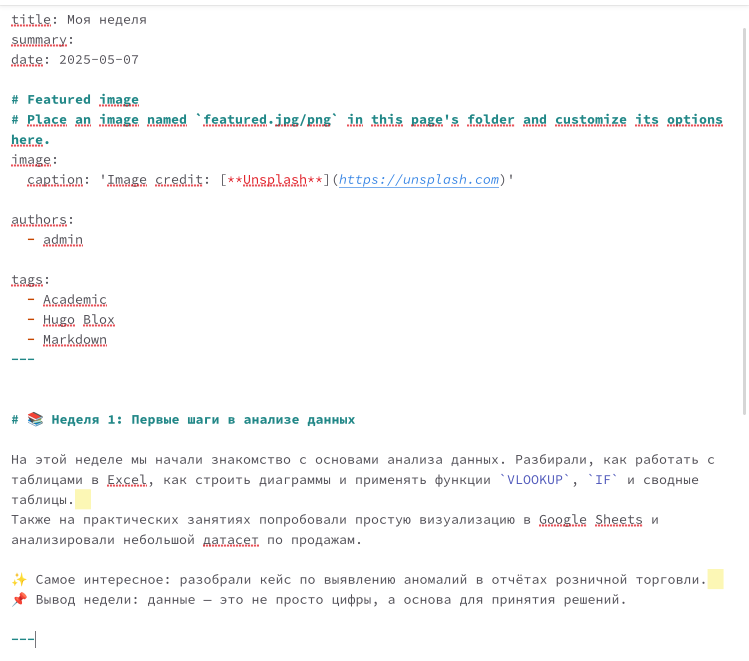 title: Моя неделя
summary:
date: 2025-05-07
# Featured image
# Place an image named `featured.jpg/png` in this page's folder and customize its options
here.
image:
  caption: 'Image credit: [**Unsplash**](https://unsplash.com)'
authors:
  - admin
tags:
  - Academic
  - Hugo Blox
  - Markdown
---
# 📚 Неделя 1: Первые шаги в анализе данных
На этой неделе мы начали знакомство с основами анализа данных. Разбирали, как работать с
таблицами в Excel, как строить диаграммы и применять функции `VLOOKUP`, `IF` и сводные
таблицы.
Также на практических занятиях попробовали простую визуализацию в Google Sheets и
анализировали небольшой датасет по продажам.
✨ Самое интересное: разобрали кейс по выявлению аномалий в отчётах розничной торговли.
📌 Вывод недели: данные — это не просто цифры, а основа для принятия решений.
---